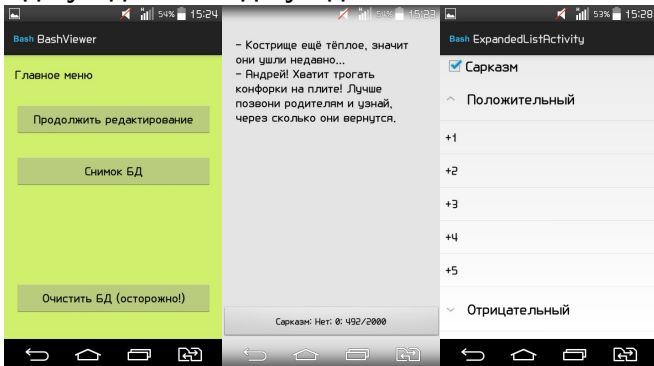 54% 15:24
Bash BashViewer
Главное меню
Продолжить редактирование
Снимок БД
Очистить БД (осторожно!)
54% 15:23
– Кострище ещё тёплое, значит
они ушли недавно...
– Андрей! Хватит трогать
конфорки на плите! Лучше
позвони родителям и узнай,
через сколько они вернутся.
Сарказм: Нет: 0: 492/2000
53% 15:28
Bash ExpandedListActivity
Сарказм
Положительный
+1
+2
+3
+4
+5
Отрицательный